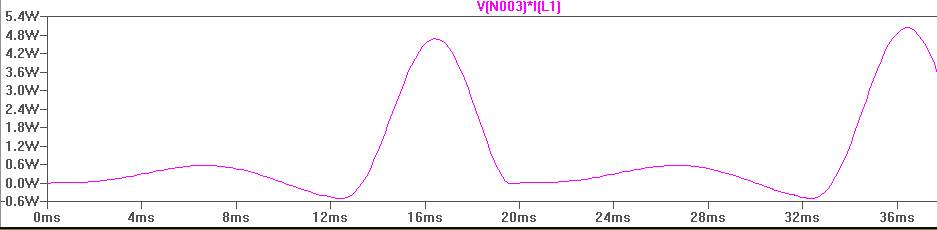 V(N003)*I(L1)
5.4W
4.8W
4.2W
3.6W
3.0W
2.4W
1.8W
1.2W
0.6W
0.0W
-0.6W
0ms 4ms 8ms 12ms 16ms 20ms 24ms 28ms 32ms 36ms